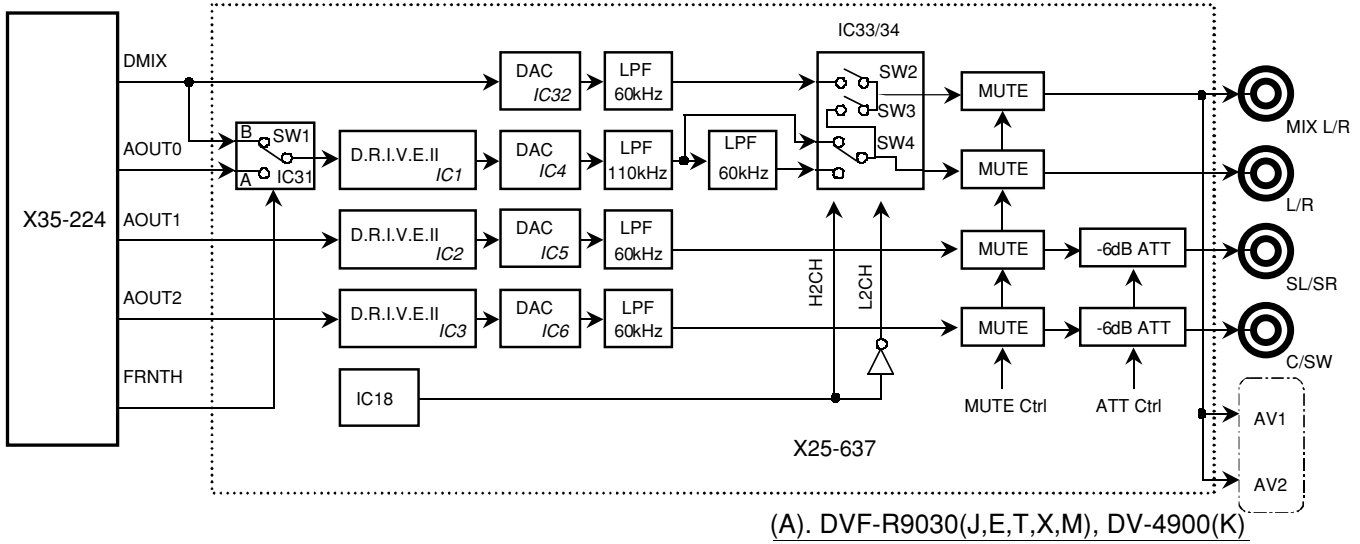 IC33/34
DMIX
DAC
IC32
LPF
60kHz
SW2
MUTE
MIX L/R
SW3
B
SW1
AOUT0
A
IC31
D.R.I.V.E.II
IC1
DAC
IC4
LPF
110kHz
LPF
60kHz
SW4
MUTE
L/R
X35-224
AOUT1
D.R.I.V.E.II
IC2
DAC
IC5
LPF
60kHz
H2CH
L2CH
MUTE
-6dB ATT
SL/SR
AOUT2
D.R.I.V.E.II
IC3
DAC
IC6
LPF
60kHz
MUTE
-6dB ATT
C/SW
FRNTH
IC18
MUTE Ctrl
ATT Ctrl
AV1
X25-637
AV2
(A). DVF-R9030(J,E,T,X,M), DV-4900(K)